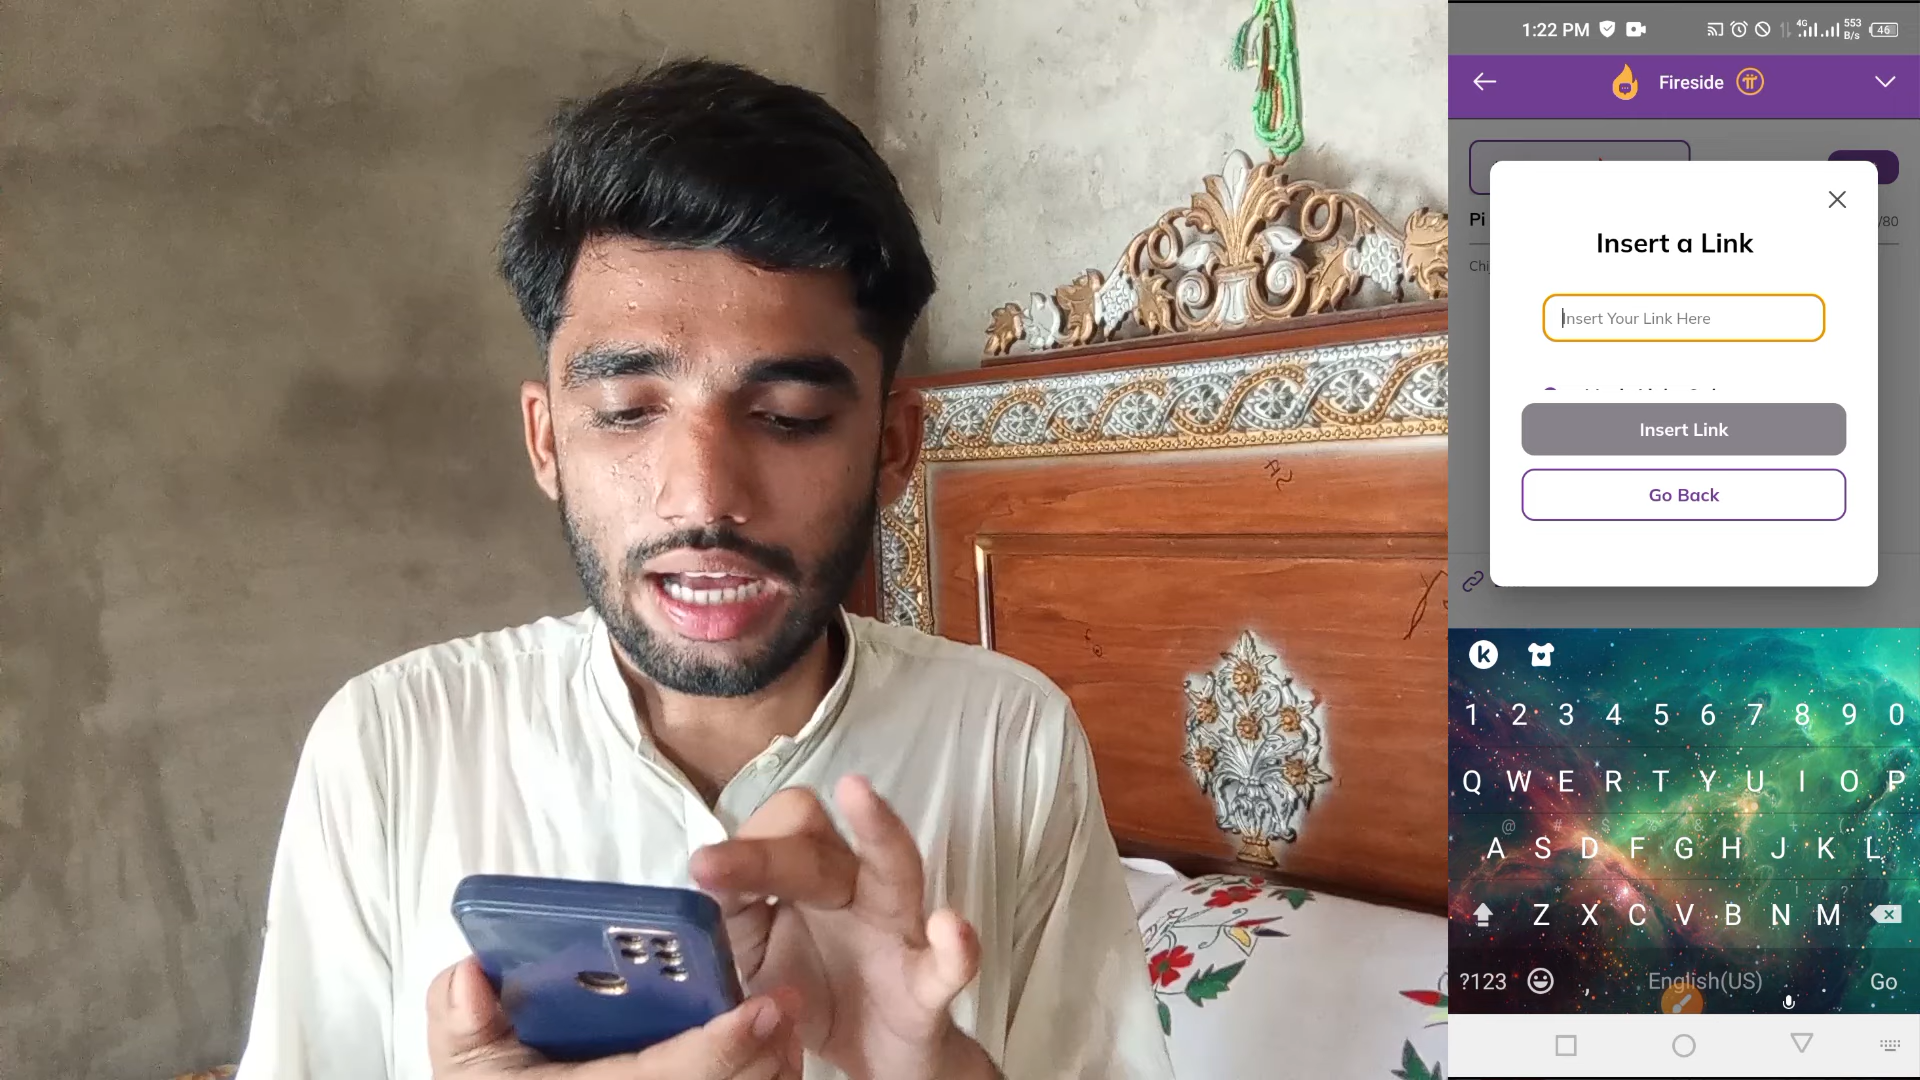 1:22 PM
4G
553
B/s
46
Fireside
Pi
/80
Chi
Insert a Link
Insert Your Link Here
Insert Link
Go Back
1 2 3 4 5 6 7 8 9 0
Q W E R T Y U I O P
@ # $ & + (
A S D F G H J K L
* ! ?
Z X C V B N M
?123 , English(US) Go